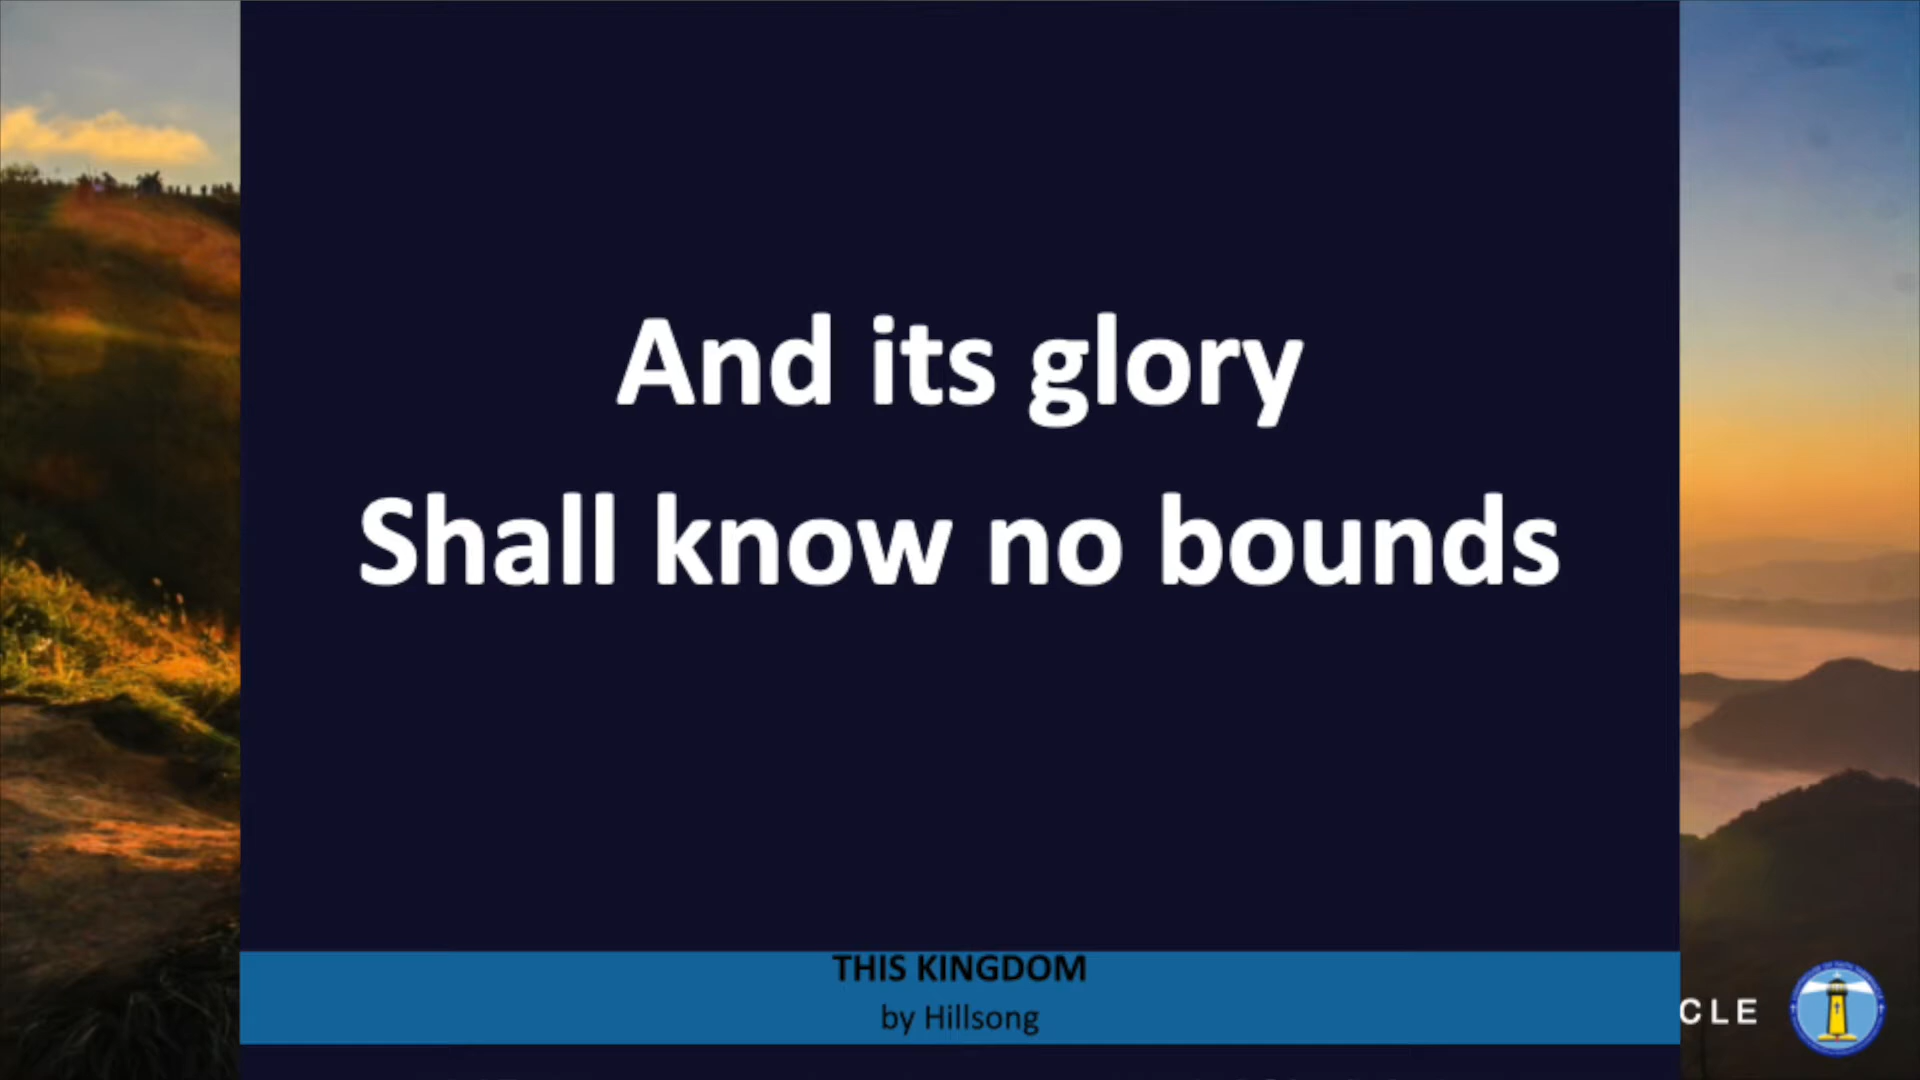 And its glory
Shall know no bounds
THIS KINGDOM
by Hillsong
CLE